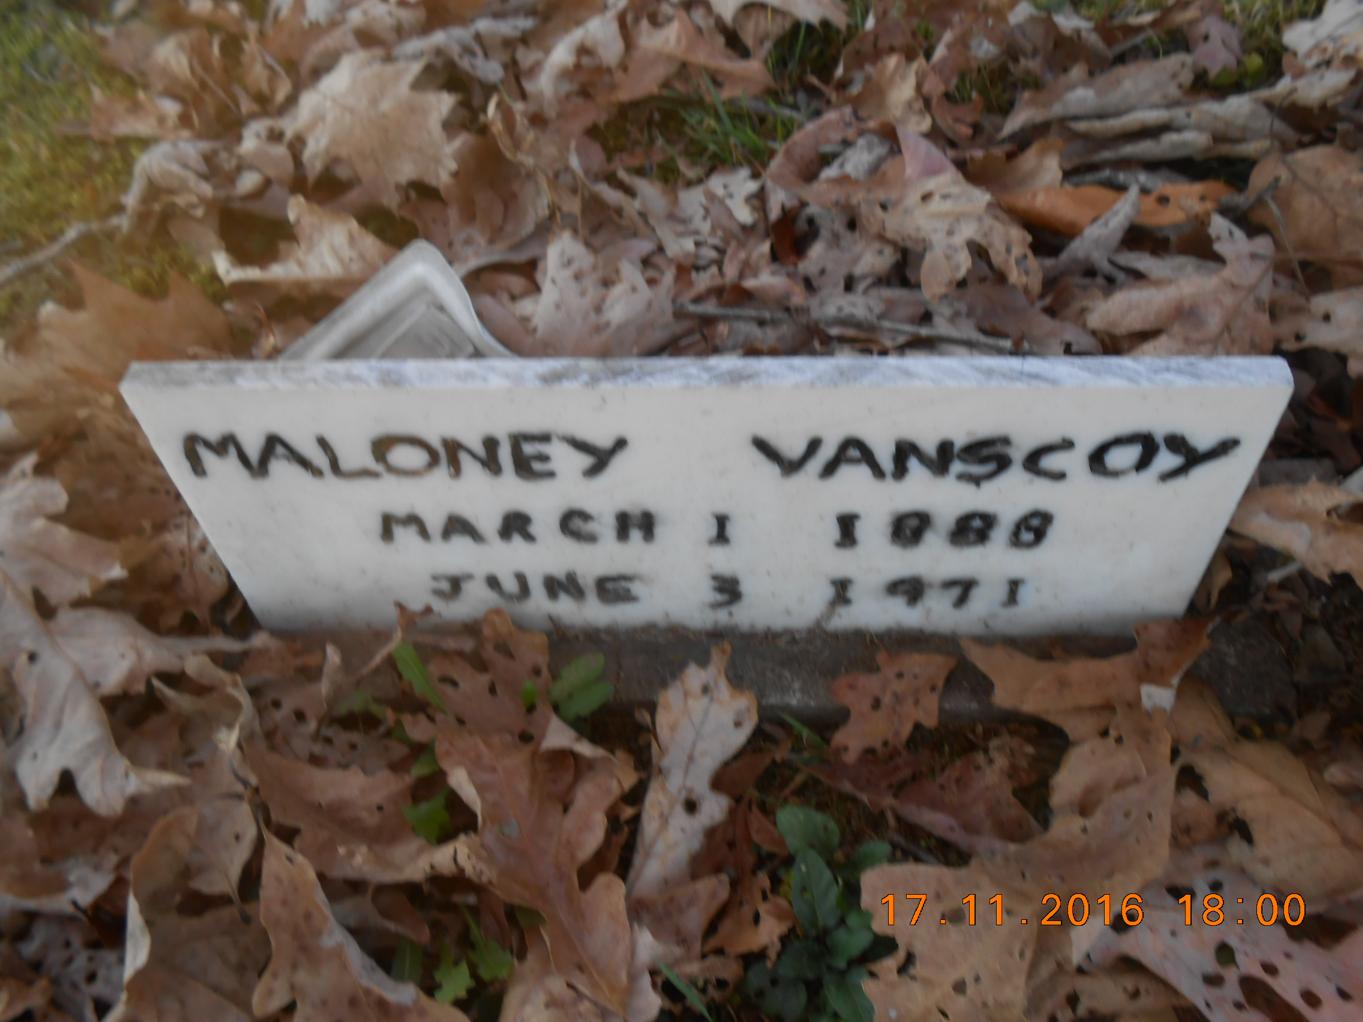 MALONEY VANSCOY
MARCH 1 1888
JUNE 3 1971
17.11.2016 18:00